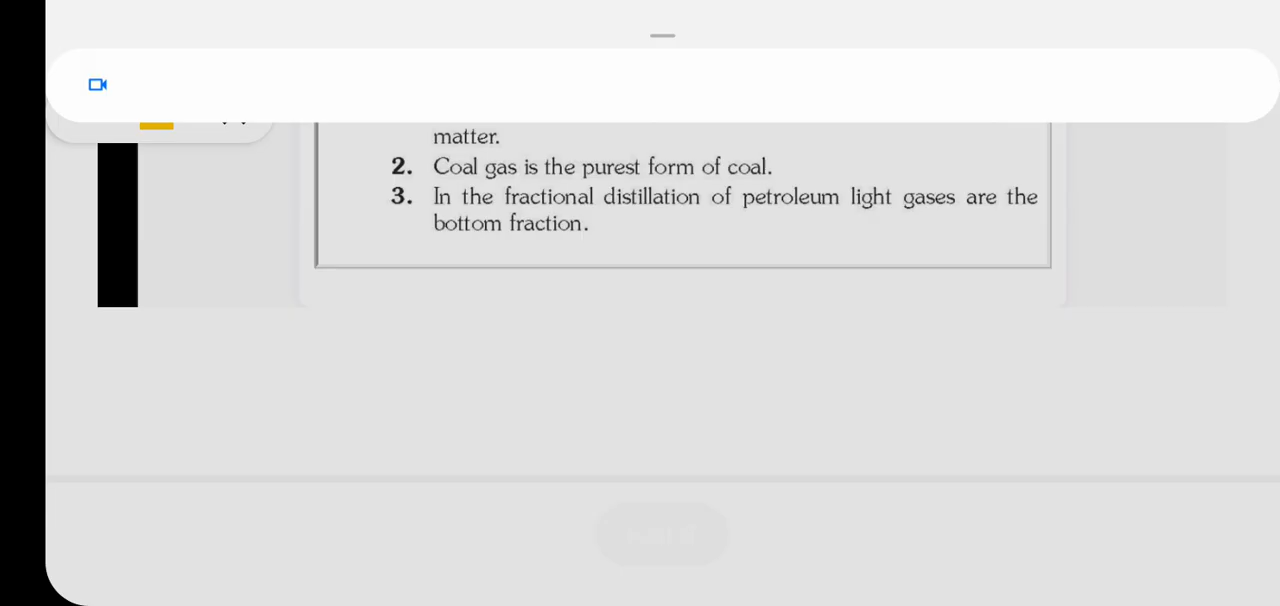 matter.
2. Coal gas is the purest form of coal.
3. In the fractional distillation of petroleum light gases are the
bottom fraction.